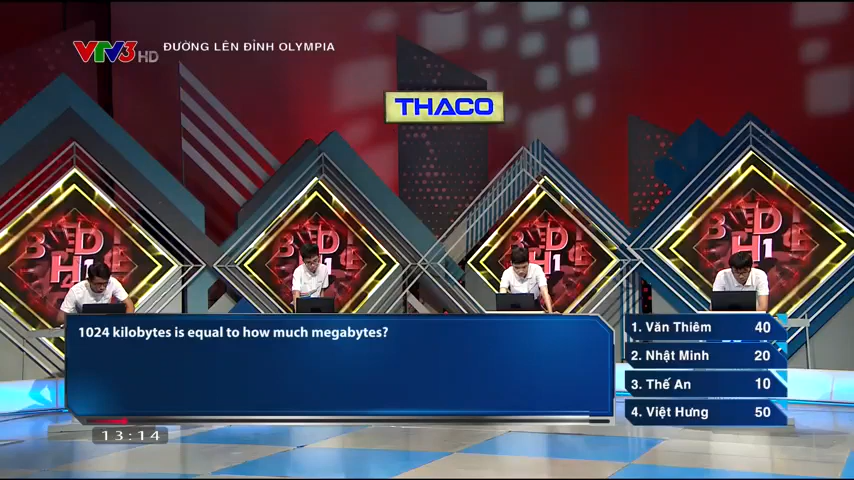 VTV3 HD
ĐƯỜNG LÊN ĐỈNH OLYMPIA
THACO
1024 kilobytes is equal to how much megabytes?
1. Văn Thiêm 40
2. Nhật Minh 20
3. Thế An 10
4. Việt Hưng 50
13:14